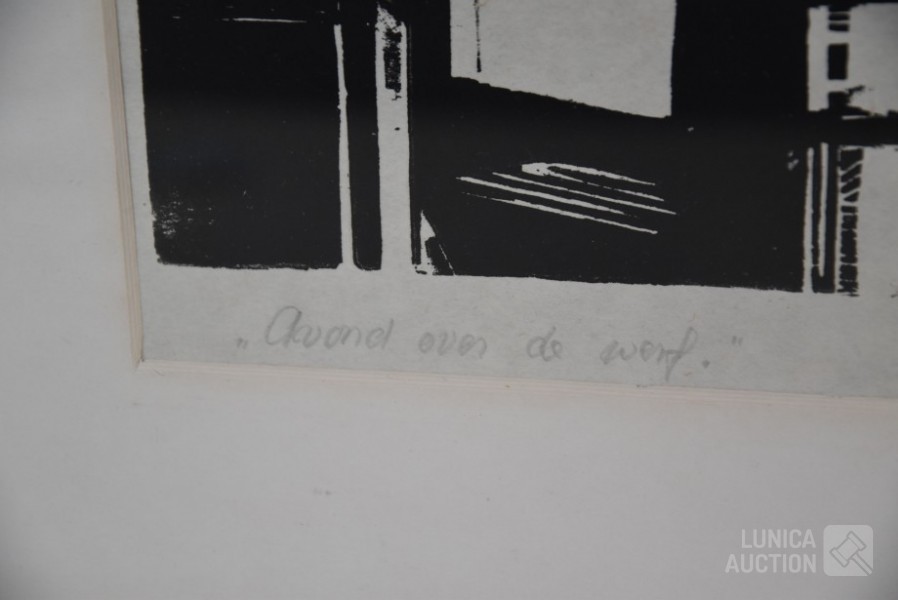 „Avond over de werf."
LUNICA
AUCTION